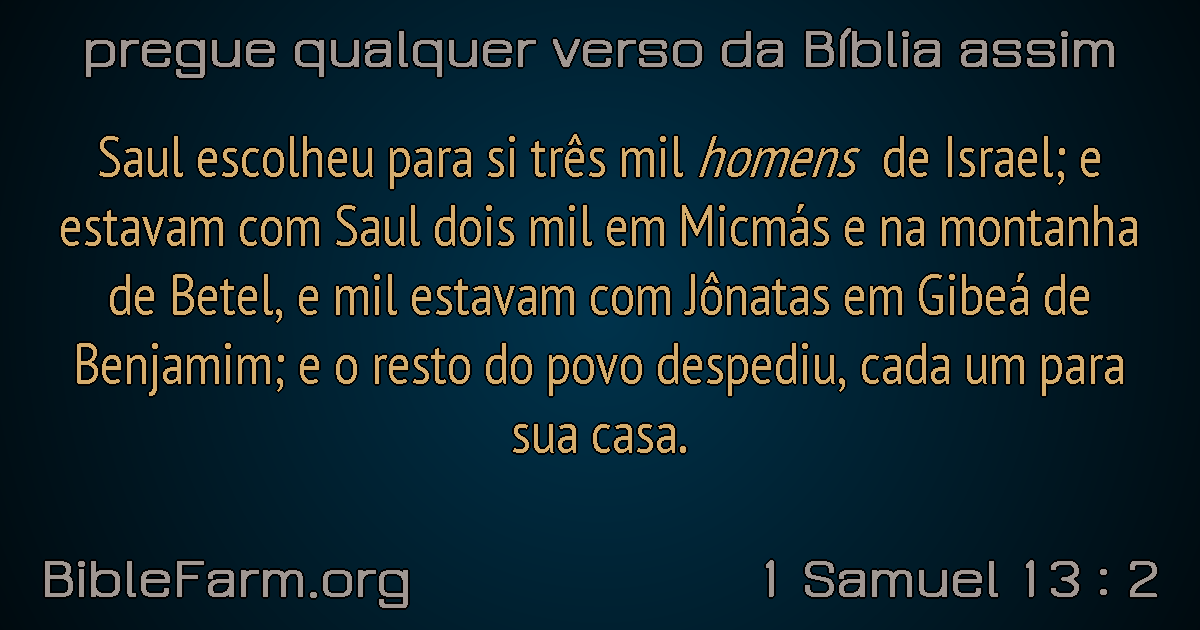 pregue qualquer verso da Bíblia assim
Saul escolheu para si três mil homens de Israel; e
estavam com Saul dois mil em Micmás e na montanha
de Betel, e mil estavam com Jônatas em Gibeá de
Benjamim; e o resto do povo despediu, cada um para
sua casa.
BibleFarm.org
1 Samuel 13 : 2